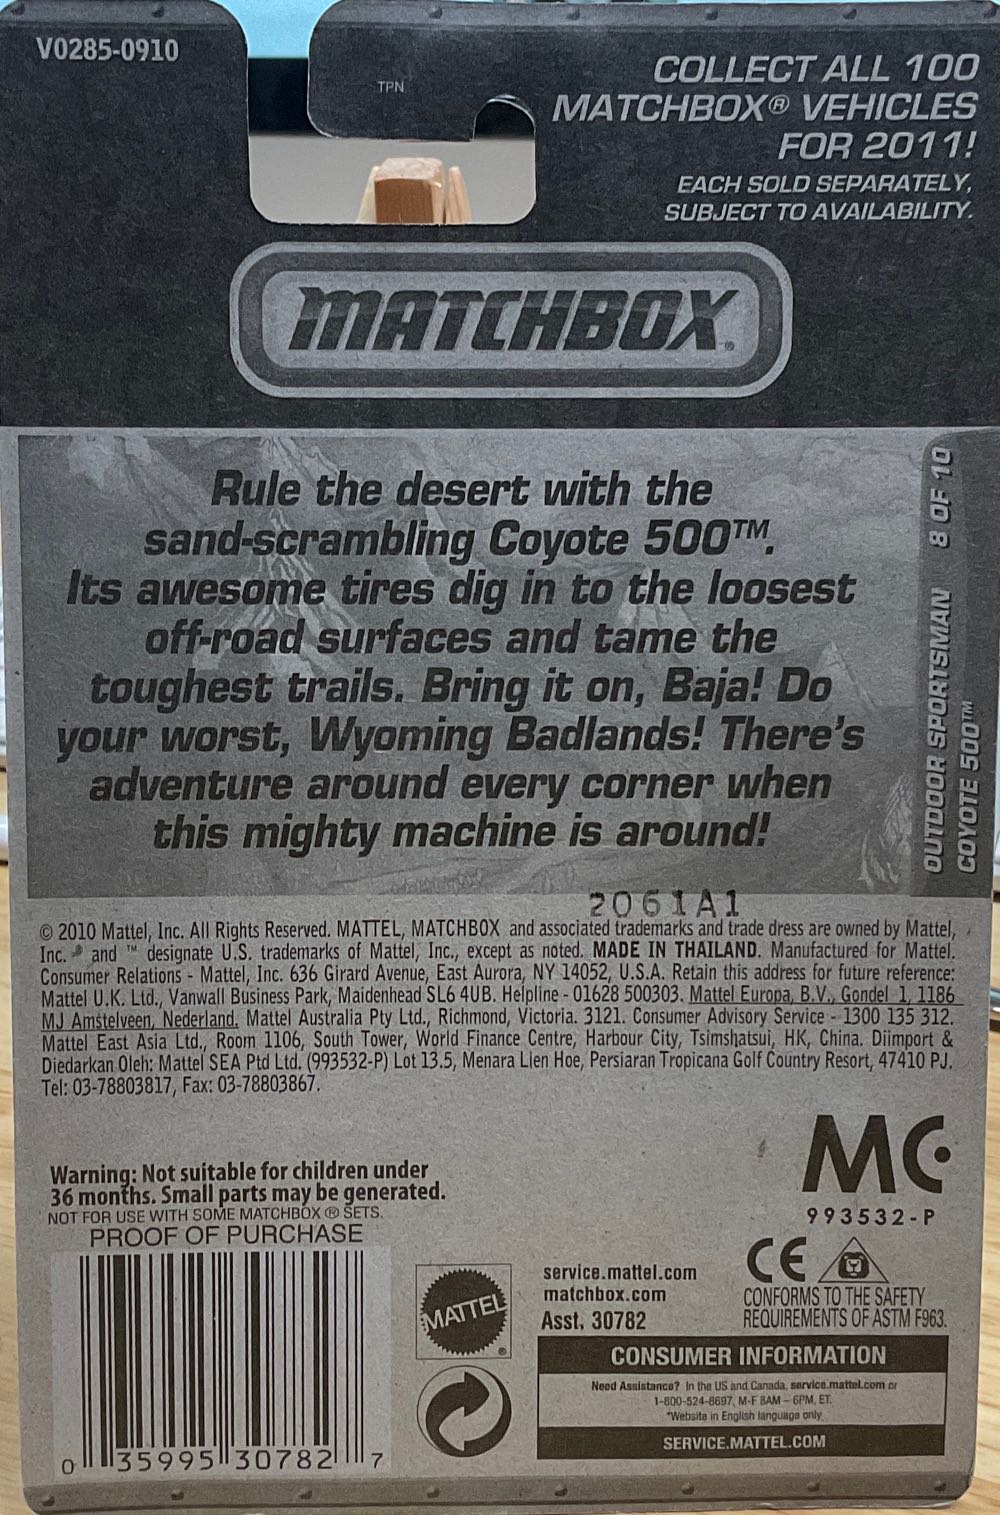 V0285-0910
TPN
COLLECT ALL 100
MATCHBOX® VEHICLES
FOR 2011!
EACH SOLD SEPARATELY,
SUBJECT TO AVAILABILITY.
MATCHBOX®
Rule the desert with the
sand-scrambling Coyote 500™.
Its awesome tires dig in to the loosest
off-road surfaces and tame the
toughest trails. Bring it on, Baja! Do
your worst, Wyoming Badlands! There's
adventure around every corner when
this mighty machine is around!
OUTDOOR SPORTSMAN 8 OF 10
COYOTE 500™
2061A1
© 2010 Mattel, Inc. All Rights Reserved. MATTEL, MATCHBOX and associated trademarks and trade dress are owned by Mattel,
Inc. ® and ™ designate U.S. trademarks of Mattel, Inc., except as noted. MADE IN THAILAND. Manufactured for Mattel.
Consumer Relations - Mattel, Inc. 636 Girard Avenue, East Aurora, NY 14052, U.S.A. Retain this address for future reference:
Mattel U.K. Ltd., Vanwall Business Park, Maidenhead SL6 4UB. Helpline - 01628 500303. Mattel Europa, B.V., Gondel 1, 1186
MJ Amstelveen, Nederland. Mattel Australia Pty Ltd., Richmond, Victoria. 3121. Consumer Advisory Service - 1300 135 312.
Mattel East Asia Ltd., Room 1106, South Tower, World Finance Centre, Harbour City, Tsimshatsui, HK, China. Diimport &
Diedarkan Oleh: Mattel SEA Ptd Ltd. (993532-P) Lot 13.5, Menara Lien Hoe, Persiaran Tropicana Golf Country Resort, 47410 PJ.
Tel: 03-78803817, Fax: 03-78803867.
MC
993532-P
Warning: Not suitable for children under
36 months. Small parts may be generated.
NOT FOR USE WITH SOME MATCHBOX ® SETS.
PROOF OF PURCHASE
0 35995 30782 7
MATTEL®
service.mattel.com
matchbox.com
Asst. 30782
CE
CONFORMS TO THE SAFETY
REQUIREMENTS OF ASTM F963.
CONSUMER INFORMATION
Need Assistance? In the US and Canada, service.mattel.com or
1-800-524-8697, M-F 8AM – 6PM, ET.
*Website in English language only
SERVICE.MATTEL.COM